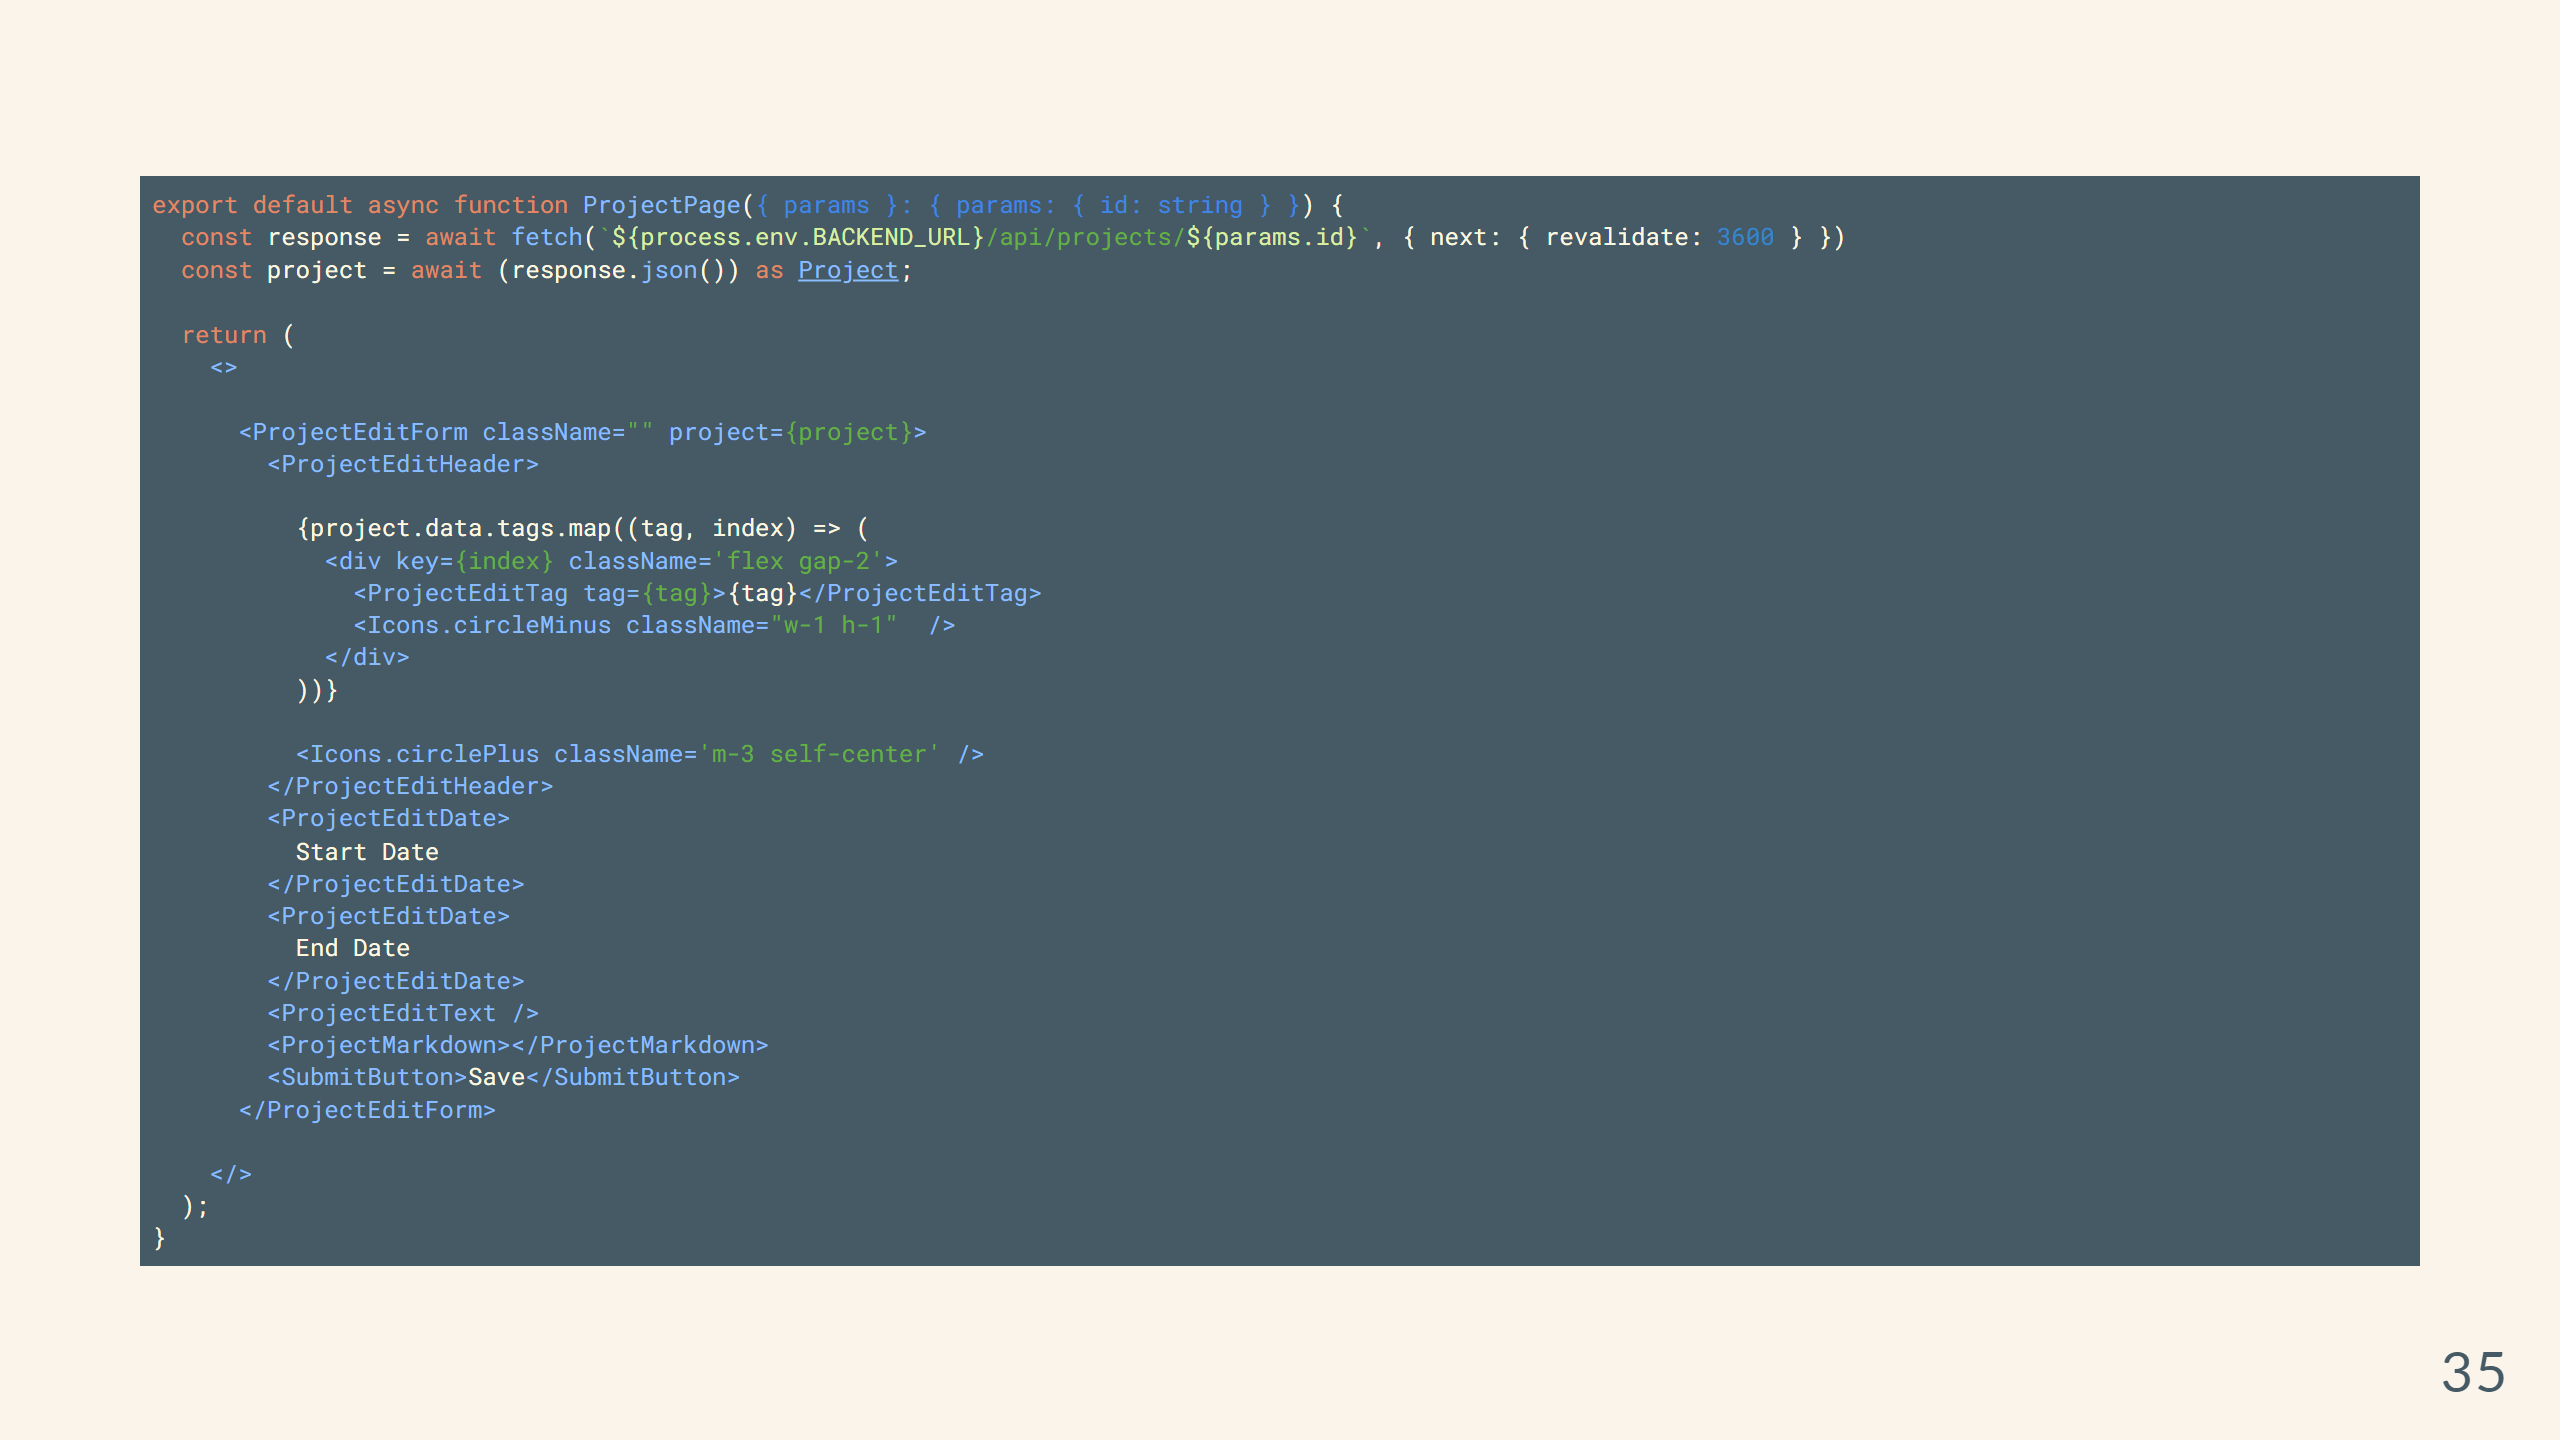 export default async function ProjectPage({ params }: { params: { id: string } }) {
  const response = await fetch(`${process.env.BACKEND_URL}/api/projects/${params.id}`, { next: { revalidate: 3600 } })
  const project = await (response.json()) as Project;
  return (
    <>
      <ProjectEditForm className="" project={project}>
        <ProjectEditHeader>
          {project.data.tags.map((tag, index) => (
            <div key={index} className='flex gap-2'>
              <ProjectEditTag tag={tag}>{tag}</ProjectEditTag>
              <Icons.circleMinus className="w-1 h-1"  />
            </div>
          ))}
          <Icons.circlePlus className='m-3 self-center' />
        </ProjectEditHeader>
        <ProjectEditDate>
          Start Date
        </ProjectEditDate>
        <ProjectEditDate>
          End Date
        </ProjectEditDate>
        <ProjectEditText />
        <ProjectMarkdown></ProjectMarkdown>
        <SubmitButton>Save</SubmitButton>
      </ProjectEditForm>
    </>
  );
}
35